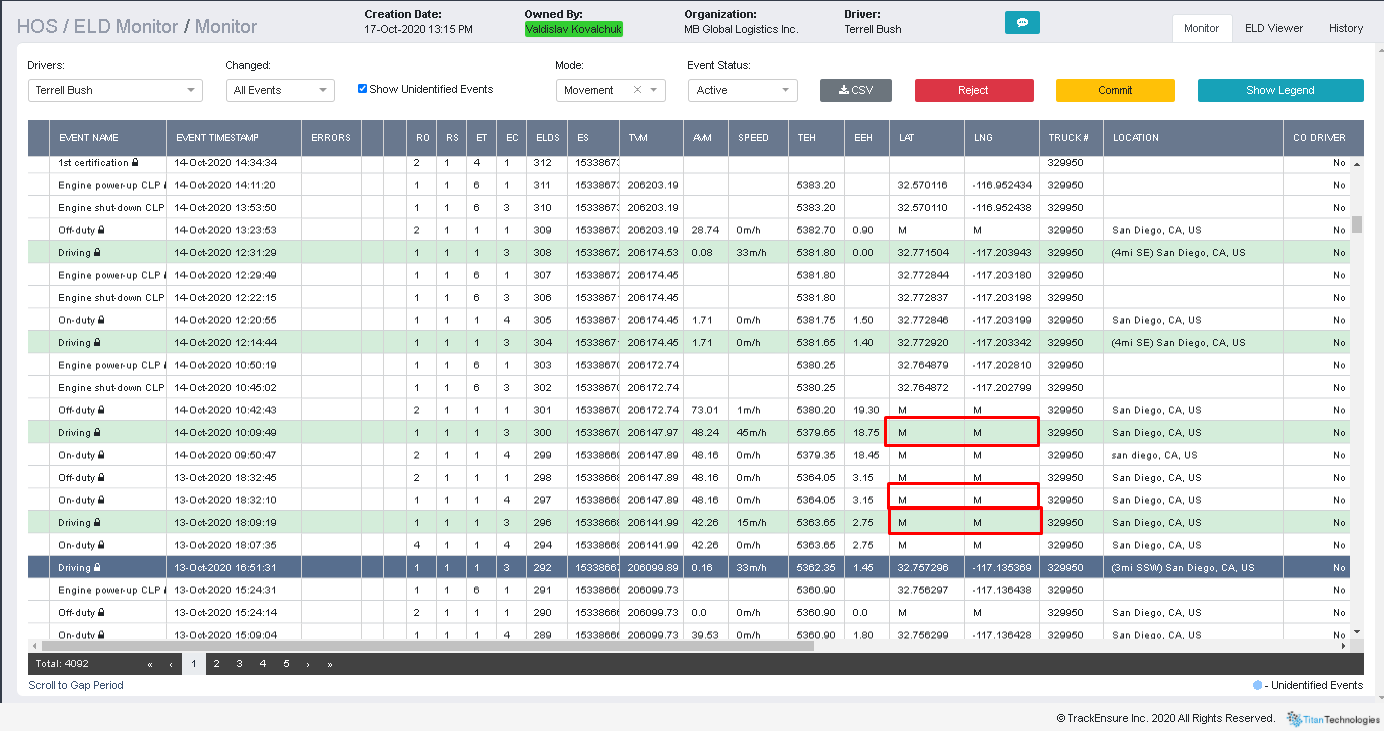 HOS / ELD Monitor / Monitor
Creation Date:
17-Oct-2020 13:15 PM
Owned By:
Valdislav Kovalchuk
Organization:
MB Global Logistics Inc.
Driver:
Terrell Bush
Monitor ELD Viewer History
Drivers: Changed: Mode: Event Status:
Terrell Bush All Events Show Unidentified Events Movement × Active CSV Reject Commit Show Legend
EVENT NAME EVENT TIMESTAMP ERRORS RO RS ET EC ELDS ES TVM AVM SPEED TEH EEH LAT LNG TRUCK # LOCATION CO DRIVER
1st certification 14-Oct-2020 14:34:34 2 1 4 1 312 15338673 329950 No
Engine power-up CLP 14-Oct-2020 14:11:20 1 1 6 1 311 15338673 206203.19 5383.20 32.570116 -116.952434 329950 No
Engine shut-down CLP 14-Oct-2020 13:53:50 1 1 6 3 310 15338673 206203.19 5383.20 32.570110 -116.952438 329950 No
Off-duty 14-Oct-2020 13:23:53 2 1 1 1 309 15338673 206203.19 28.74 0m/h 5382.70 0.90 M M 329950 San Diego, CA, US No
Driving 14-Oct-2020 12:31:29 1 1 1 3 308 15338672 206174.53 0.08 33m/h 5381.80 0.00 32.771504 -117.203943 329950 (4mi SE) San Diego, CA, US No
Engine power-up CLP 14-Oct-2020 12:29:49 1 1 6 1 307 15338672 206174.45 5381.80 32.772844 -117.203180 329950 No
Engine shut-down CLP 14-Oct-2020 12:22:15 1 1 6 3 306 15338671 206174.45 5381.80 32.772837 -117.203198 329950 No
On-duty 14-Oct-2020 12:20:55 1 1 1 4 305 15338671 206174.45 1.71 0m/h 5381.75 1.50 32.772846 -117.203199 329950 San Diego, CA, US No
Driving 14-Oct-2020 12:14:44 1 1 1 3 304 15338671 206174.45 1.71 0m/h 5381.65 1.40 32.772920 -117.203342 329950 (4mi SE) San Diego, CA, US No
Engine power-up CLP 14-Oct-2020 10:50:19 1 1 6 1 303 15338670 206172.74 5380.25 32.764879 -117.202810 329950 No
Engine shut-down CLP 14-Oct-2020 10:45:02 1 1 6 3 302 15338670 206172.74 5380.25 32.764872 -117.202799 329950 No
Off-duty 14-Oct-2020 10:42:43 2 1 1 1 301 15338670 206172.74 73.01 1m/h 5380.20 19.30 M M 329950 San Diego, CA, US No
Driving 14-Oct-2020 10:09:49 1 1 1 3 300 15338670 206147.97 48.24 45m/h 5379.65 18.75 M M 329950 San Diego, CA, US No
On-duty 14-Oct-2020 09:50:47 2 1 1 4 299 15338669 206147.89 48.16 0m/h 5379.35 18.45 M M 329950 san diego, CA, US No
Off-duty 13-Oct-2020 18:32:45 2 1 1 1 298 15338668 206147.89 48.16 0m/h 5364.05 3.15 M M 329950 San Diego, CA, US No
On-duty 13-Oct-2020 18:32:10 1 1 1 4 297 15338668 206147.89 48.16 0m/h 5364.05 3.15 M M 329950 San Diego, CA, US No
Driving 13-Oct-2020 18:09:19 1 1 1 3 296 15338668 206141.99 42.26 15m/h 5363.65 2.75 M M 329950 San Diego, CA, US No
On-duty 13-Oct-2020 18:07:35 4 1 1 4 294 15338668 206141.99 42.26 0m/h 5363.65 2.75 M M 329950 San Diego, CA, US No
Driving 13-Oct-2020 16:51:31 1 1 1 3 292 15338667 206099.89 0.16 33m/h 5362.35 1.45 32.757296 -117.135369 329950 (3mi SSW) San Diego, CA, US No
Engine power-up CLP 13-Oct-2020 15:24:31 1 1 6 1 291 15338666 206099.73 5360.90 32.756297 -117.136438 329950 No
Off-duty 13-Oct-2020 15:24:14 2 1 1 1 290 15338666 206099.73 0.0 0m/h 5360.90 0.0 M M 329950 San Diego, CA, US No
On-duty 13-Oct-2020 15:09:04 1 1 1 4 289 15338666 206099.73 39.53 0m/h 5360.90 1.80 32.756299 -117.136428 329950 San Diego, CA, US No
Total: 4092 « ‹ 1 2 3 4 5 › »
Scroll to Gap Period - Unidentified Events
© TrackEnsure Inc. 2020 All Rights Reserved. TitanTechnologies